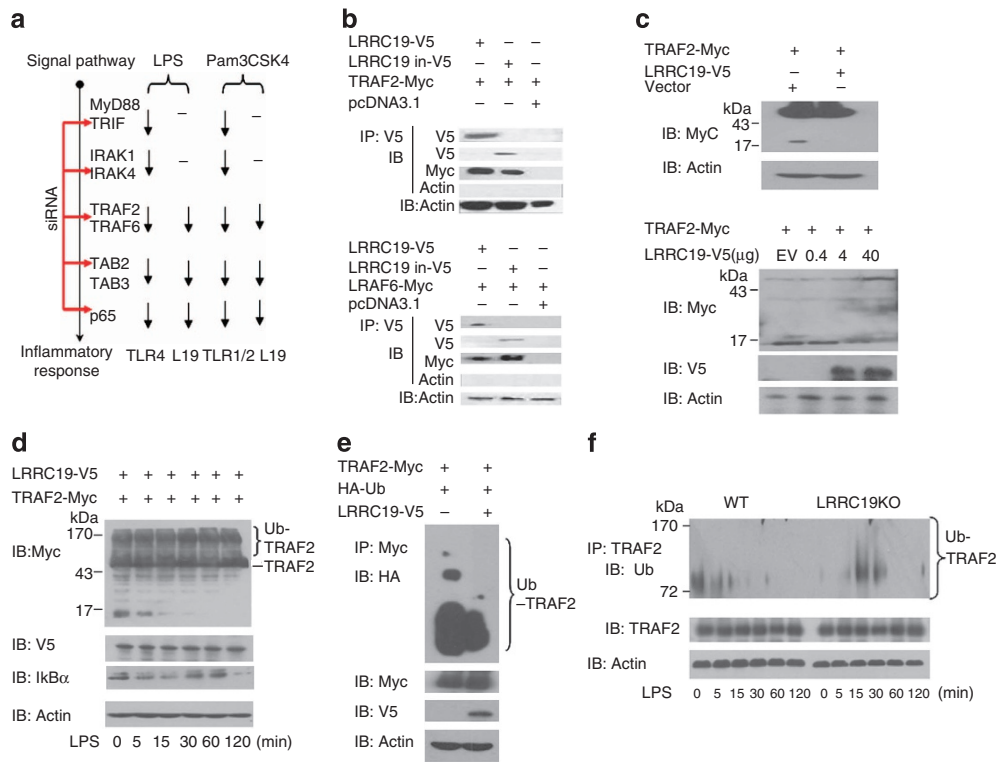 a
Signal pathway LPS Pam3CSK4
MyD88 –
TRIF –
IRAK1 – –
IRAK4
siRNA
TRAF2
TRAF6
TAB2
TAB3
p65
Inflammatory
response
TLR4 L19 TLR1/2 L19
b
LRRC19-V5 + – –
LRRC19 in-V5 – + –
TRAF2-Myc + + +
pcDNA3.1 – – +
IP: V5 V5
IB V5
Myc
Actin
IB:Actin
LRRC19-V5 + – –
LRRC19 in-V5 – + –
LRAF6-Myc + + +
pcDNA3.1 – – +
IP: V5 V5
IB V5
Myc
Actin
IB:Actin
c
TRAF2-Myc + +
LRRC19-V5 – +
Vector + –
kDa
43–
IB: MyC
17–
IB: Actin
TRAF2-Myc + + + +
LRRC19-V5(μg) EV 0.4 4 40
kDa
43–
IB: Myc
17–
IB: V5
IB: Actin
d
LRRC19-V5 + + + + + +
TRAF2-Myc + + + + + +
kDa
170– Ub-
IB:Myc TRAF2
–TRAF2
43–
17–
IB: V5
IB: IkBα
IB: Actin
LPS 0 5 15 30 60 120 (min)
e
TRAF2-Myc + +
HA-Ub + +
LRRC19-V5 – +
IP: Myc
IB: HA
Ub
–TRAF2
IB: Myc
IB: V5
IB: Actin
f
WT LRRC19KO
170
Ub-
TRAF2
IP: TRAF2
IB: Ub
72–
IB: TRAF2
IB: Actin
LPS 0 5 15 30 60 120 0 5 15 30 60 120 (min)